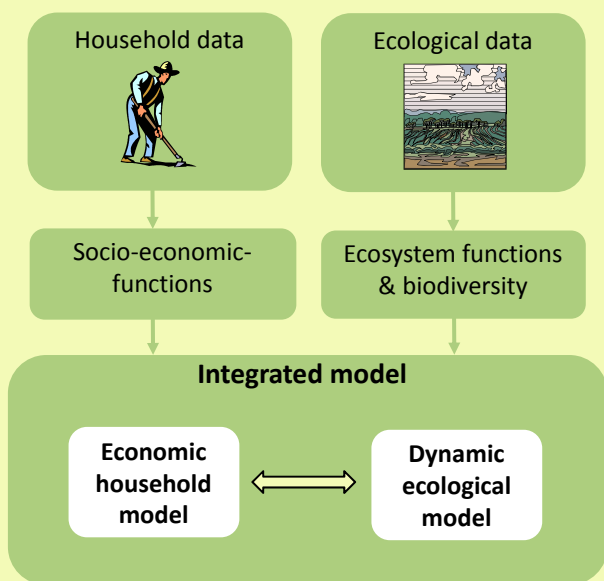 Household data
Ecological data
Socio-economic-
functions
Ecosystem functions
& biodiversity
Integrated model
Economic
household
model
Dynamic
ecological
model